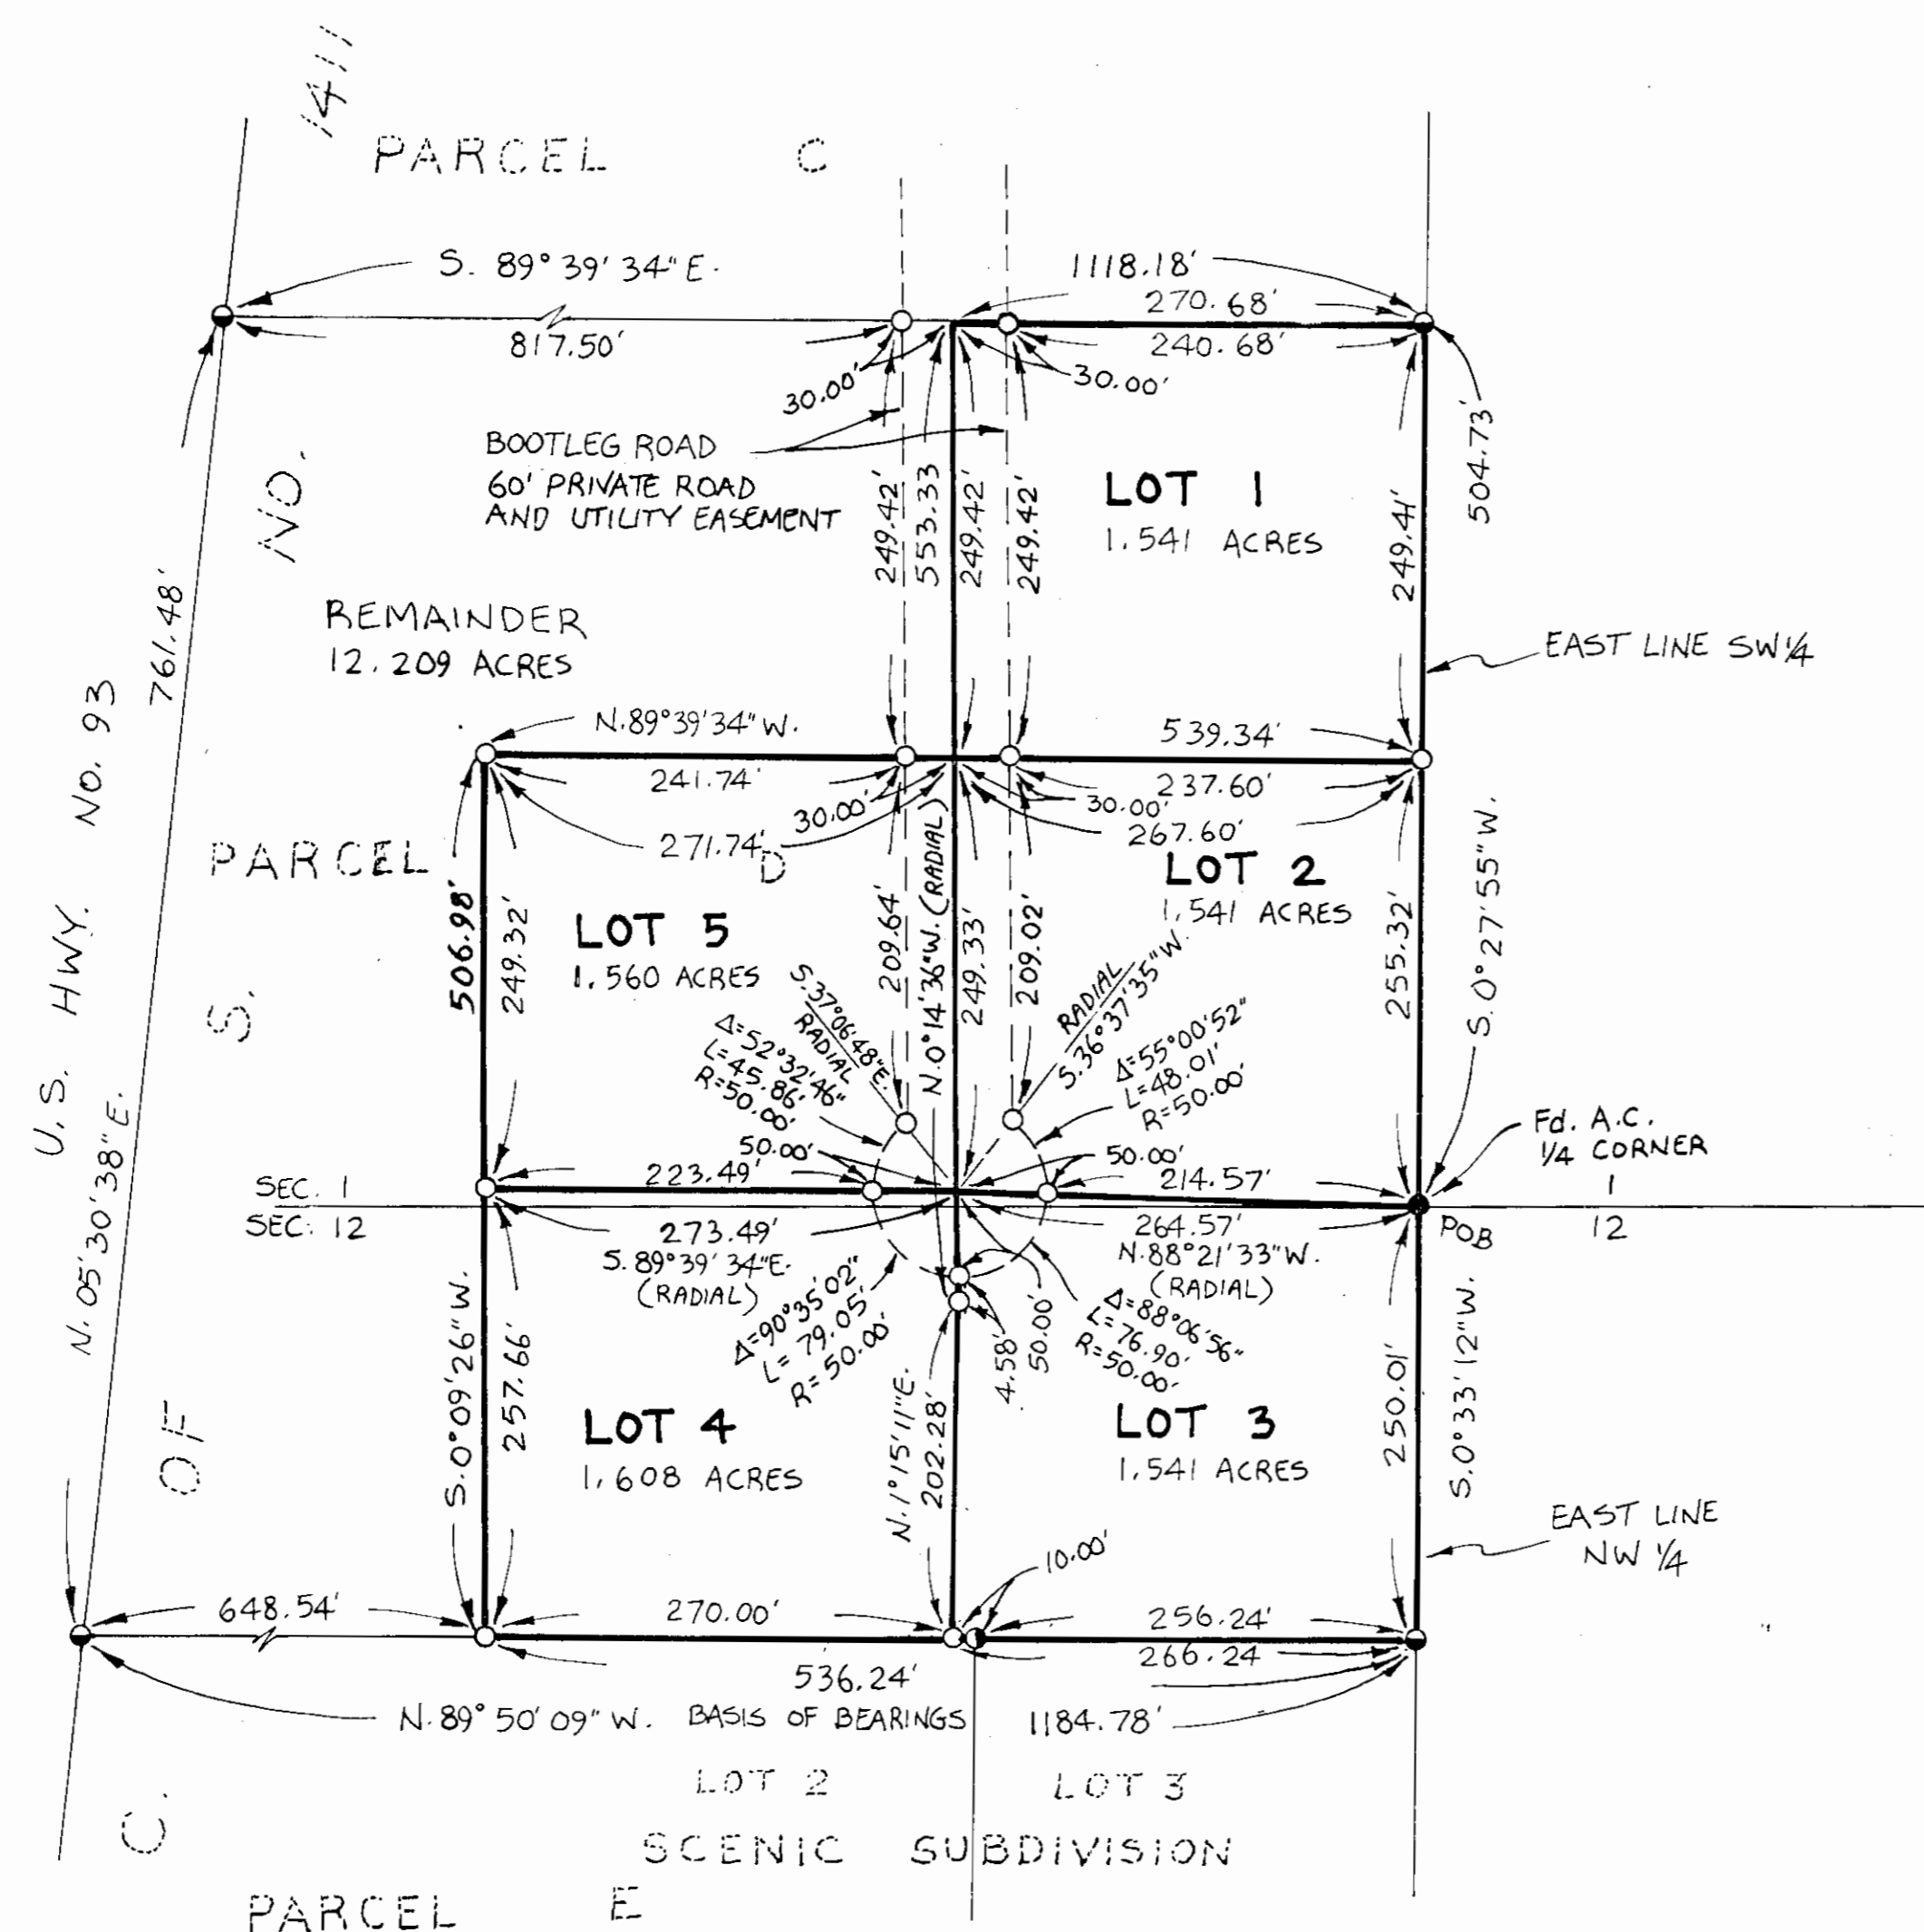 1411
PARCEL C
S. 89° 39' 34" E.
1118.18'
270.68'
817.50'
240.68'
30.00'
30.00'
504.73'
BOOTLEG ROAD
60' PRIVATE ROAD
AND UTILITY EASEMENT
NO.
249.42'
553.33
249.42'
249.42'
LOT 1
1.541 ACRES
249.41'
761.48'
REMAINDER
12.209 ACRES
EAST LINE SW 1/4
N.89°39'34" W.
539.34'
241.74'
237.60'
30.00'
30.00'
271.74'
267.60'
U.S. HWY. NO. 93
PARCEL D
506.98'
249.32'
LOT 5
1.560 ACRES
209.64'
N.0°14'36"W. (RADIAL)
249.33'
209.02'
LOT 2
1.541 ACRES
255.32'
S.0°27'55"W.
S.
S.37°06'48"E.
RADIAL
Δ=52°32'46"
L=45.86'
R=50.00'
RADIAL
S.36°37'35"W.
Δ=55°00'52"
L=48.01'
R=50.00'
50.00'
50.00'
223.49'
214.57'
Fd. A.C.
1/4 CORNER
SEC. 1
SEC. 12
1
12
POB
273.49'
S.89°39'34"E.
(RADIAL)
264.57'
N.88°21'33"W.
(RADIAL)
N.05°30'38"E.
Δ=90°35'02"
L=79.05'
R=50.00'
4.58'
50.00'
Δ=88°06'56"
L=76.90'
R=50.00'
S.0°09'26"W.
257.66'
LOT 4
1.608 ACRES
N.1°15'11"E.
202.28'
LOT 3
1.541 ACRES
250.01'
S.0°33'12"W.
OF
EAST LINE
NW 1/4
10.00'
648.54'
270.00'
256.24'
266.24
536.24'
N.89° 50' 09" W. BASIS OF BEARINGS
1184.78'
LOT 2
LOT 3
C.
SCENIC SUBDIVISION
PARCEL E